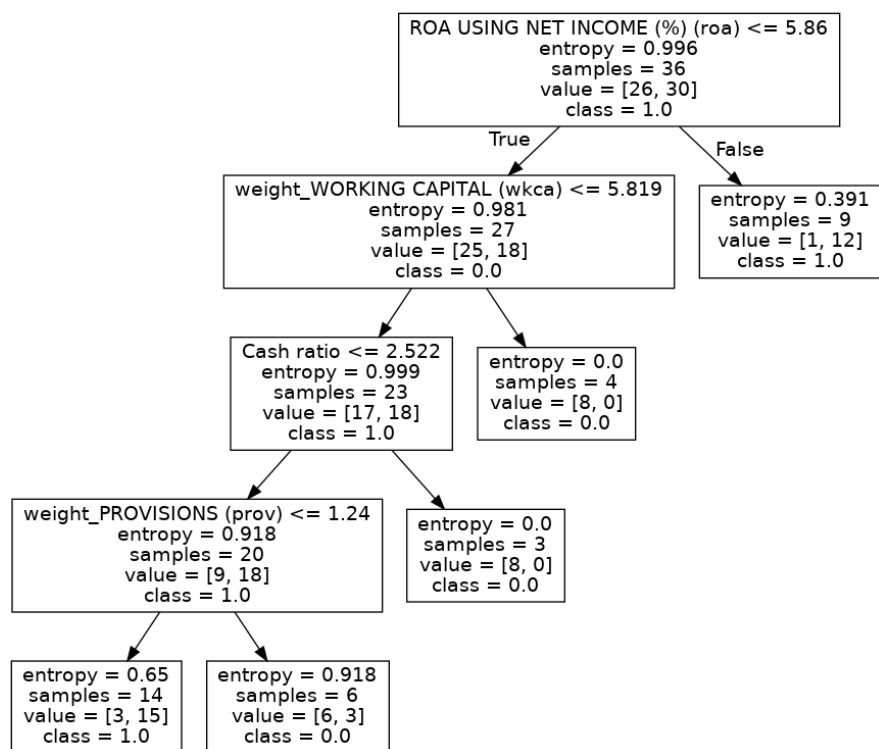 ROA USING NET INCOME (%) (roa) <= 5.86
entropy = 0.996
samples = 36
value = [26, 30]
class = 1.0
True
False
weight_WORKING CAPITAL (wkca) <= 5.819
entropy = 0.981
samples = 27
value = [25, 18]
class = 0.0
entropy = 0.391
samples = 9
value = [1, 12]
class = 1.0
Cash ratio <= 2.522
entropy = 0.999
samples = 23
value = [17, 18]
class = 1.0
entropy = 0.0
samples = 4
value = [8, 0]
class = 0.0
weight_PROVISIONS (prov) <= 1.24
entropy = 0.918
samples = 20
value = [9, 18]
class = 1.0
entropy = 0.0
samples = 3
value = [8, 0]
class = 0.0
entropy = 0.65
samples = 14
value = [3, 15]
class = 1.0
entropy = 0.918
samples = 6
value = [6, 3]
class = 0.0